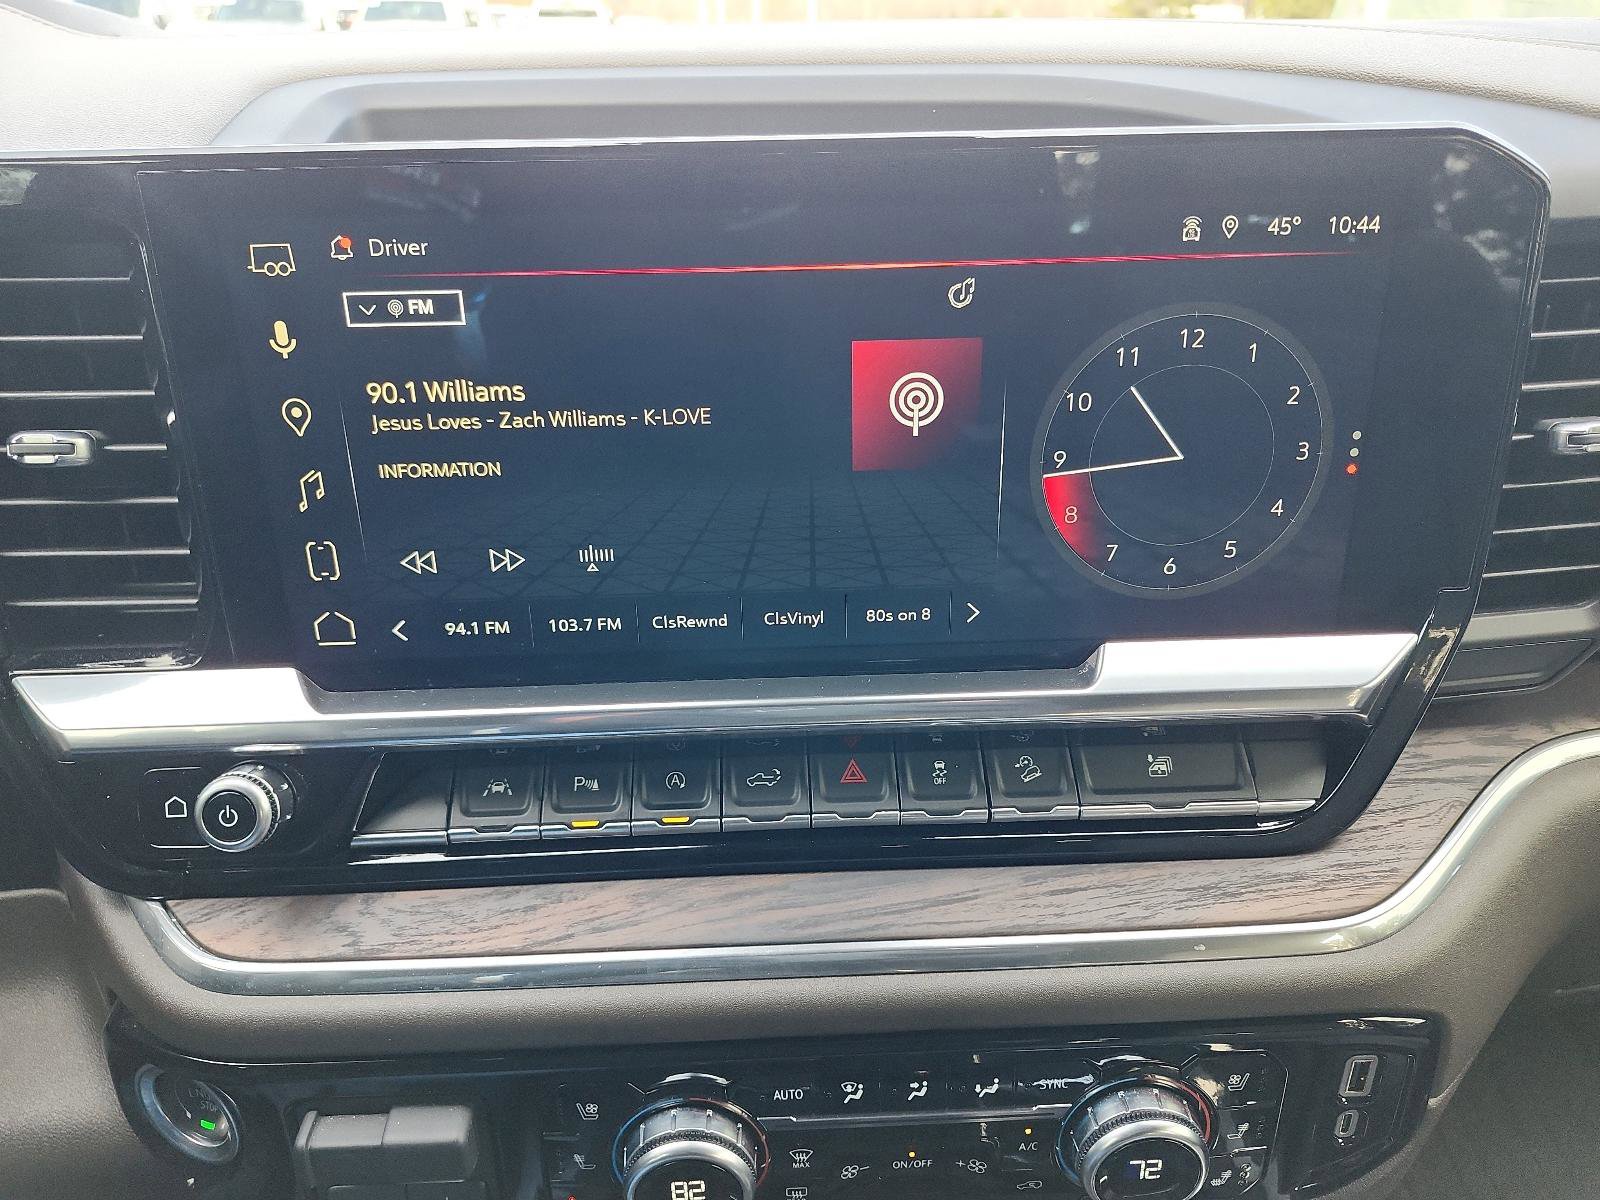 Driver
45° 10:44
FM
90.1 Williams
Jesus Loves - Zach Williams - K-LOVE
INFORMATION
12
1
2
3
4
5
6
7
8
9
10
11
94.1 FM 103.7 FM ClsRewnd ClsVinyl 80s on 8
P A OFF
AUTO SYNC
STOP
A/C
MAX ON/OFF
82 72